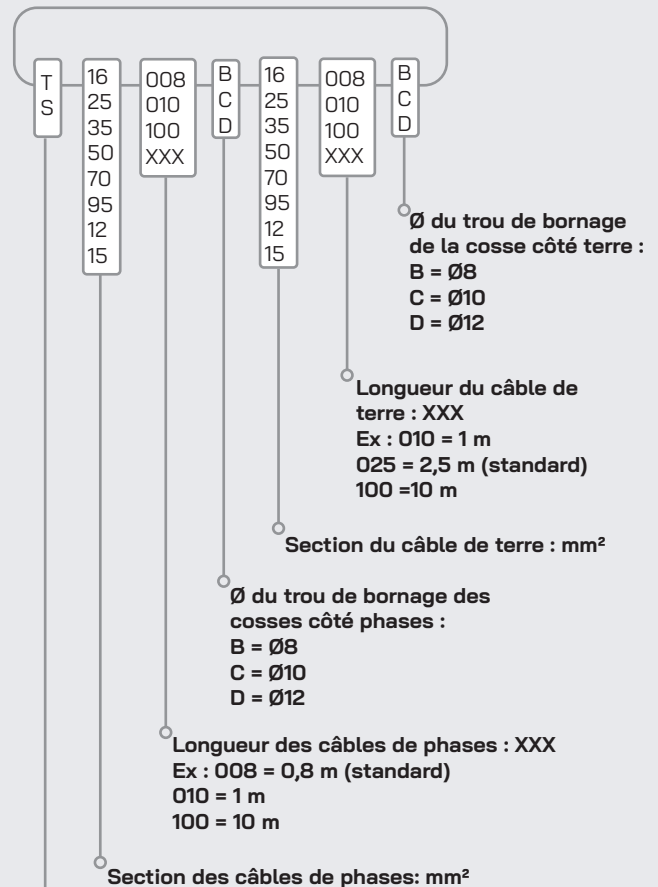 T
S
16
25
35
50
70
95
12
15
008
010
100
XXX
B
C
D
16
25
35
50
70
95
12
15
008
010
100
XXX
B
C
D
Ø du trou de bornage
de la cosse côté terre :
B = Ø8
C = Ø10
D = Ø12
Longueur du câble de
terre : XXX
Ex : 010 = 1 m
025 = 2,5 m (standard)
100 =10 m
Section du câble de terre : mm²
Ø du trou de bornage des
cosses côté phases :
B = Ø8
C = Ø10
D = Ø12
Longueur des câbles de phases : XXX
Ex : 008 = 0,8 m (standard)
010 = 1 m
100 = 10 m
Section des câbles de phases: mm²